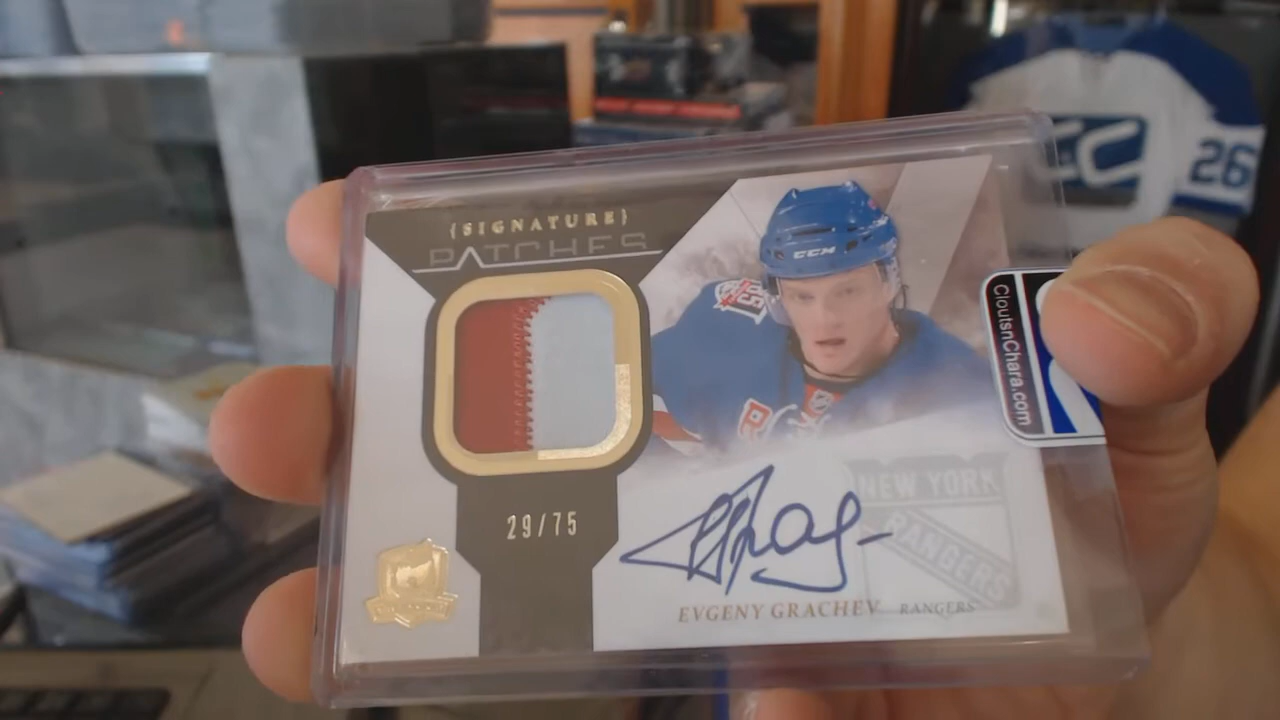 {SIGNATURE}
PATCHES
CCM
29/75
NEW YORK
RANGERS
EVGENY GRACHEV RANGERS
CloutsnChara.com
26